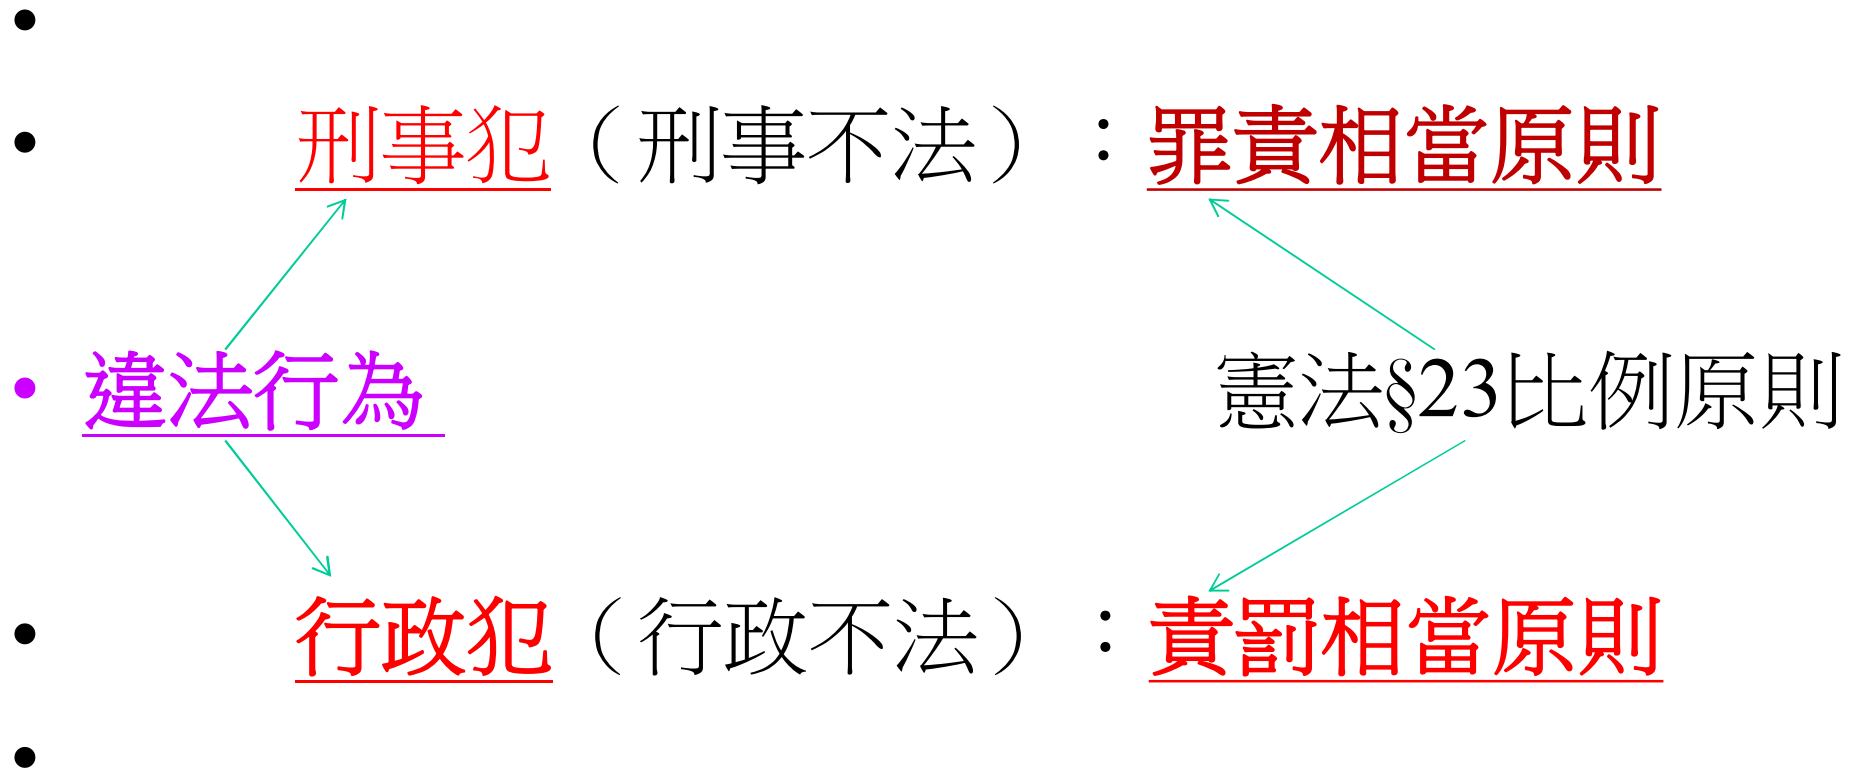 刑事犯（刑事不法）：罪責相當原則
違法行為 憲法§23比例原則
行政犯（行政不法）：責罰相當原則